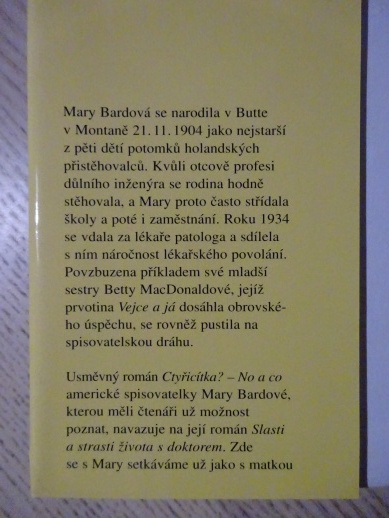 Mary Bardová se narodila v Butte
v Montaně 21. 11. 1904 jako nejstarší
z pěti dětí potomků holandských
přistěhovalců. Kvůli otcově profesi
důlního inženýra se rodina hodně
stěhovala, a Mary proto často střídala
školy a poté i zaměstnání. Roku 1934
se vdala za lékaře patologa a sdílela
s ním náročnost lékařského povolání.
Povzbuzena příkladem své mladší
sestry Betty MacDonaldové, jejíž
prvotina Vejce a já dosáhla obrovské-
ho úspěchu, se rovněž pustila na
spisovatelskou dráhu.
Usměvný román Ctyřicítka? – No a co
americké spisovatelky Mary Bardové,
kterou měli čtenáři už možnost
poznat, navazuje na její román Slasti
a strasti života s doktorem. Zde
se s Mary setkáváme už jako s matkou